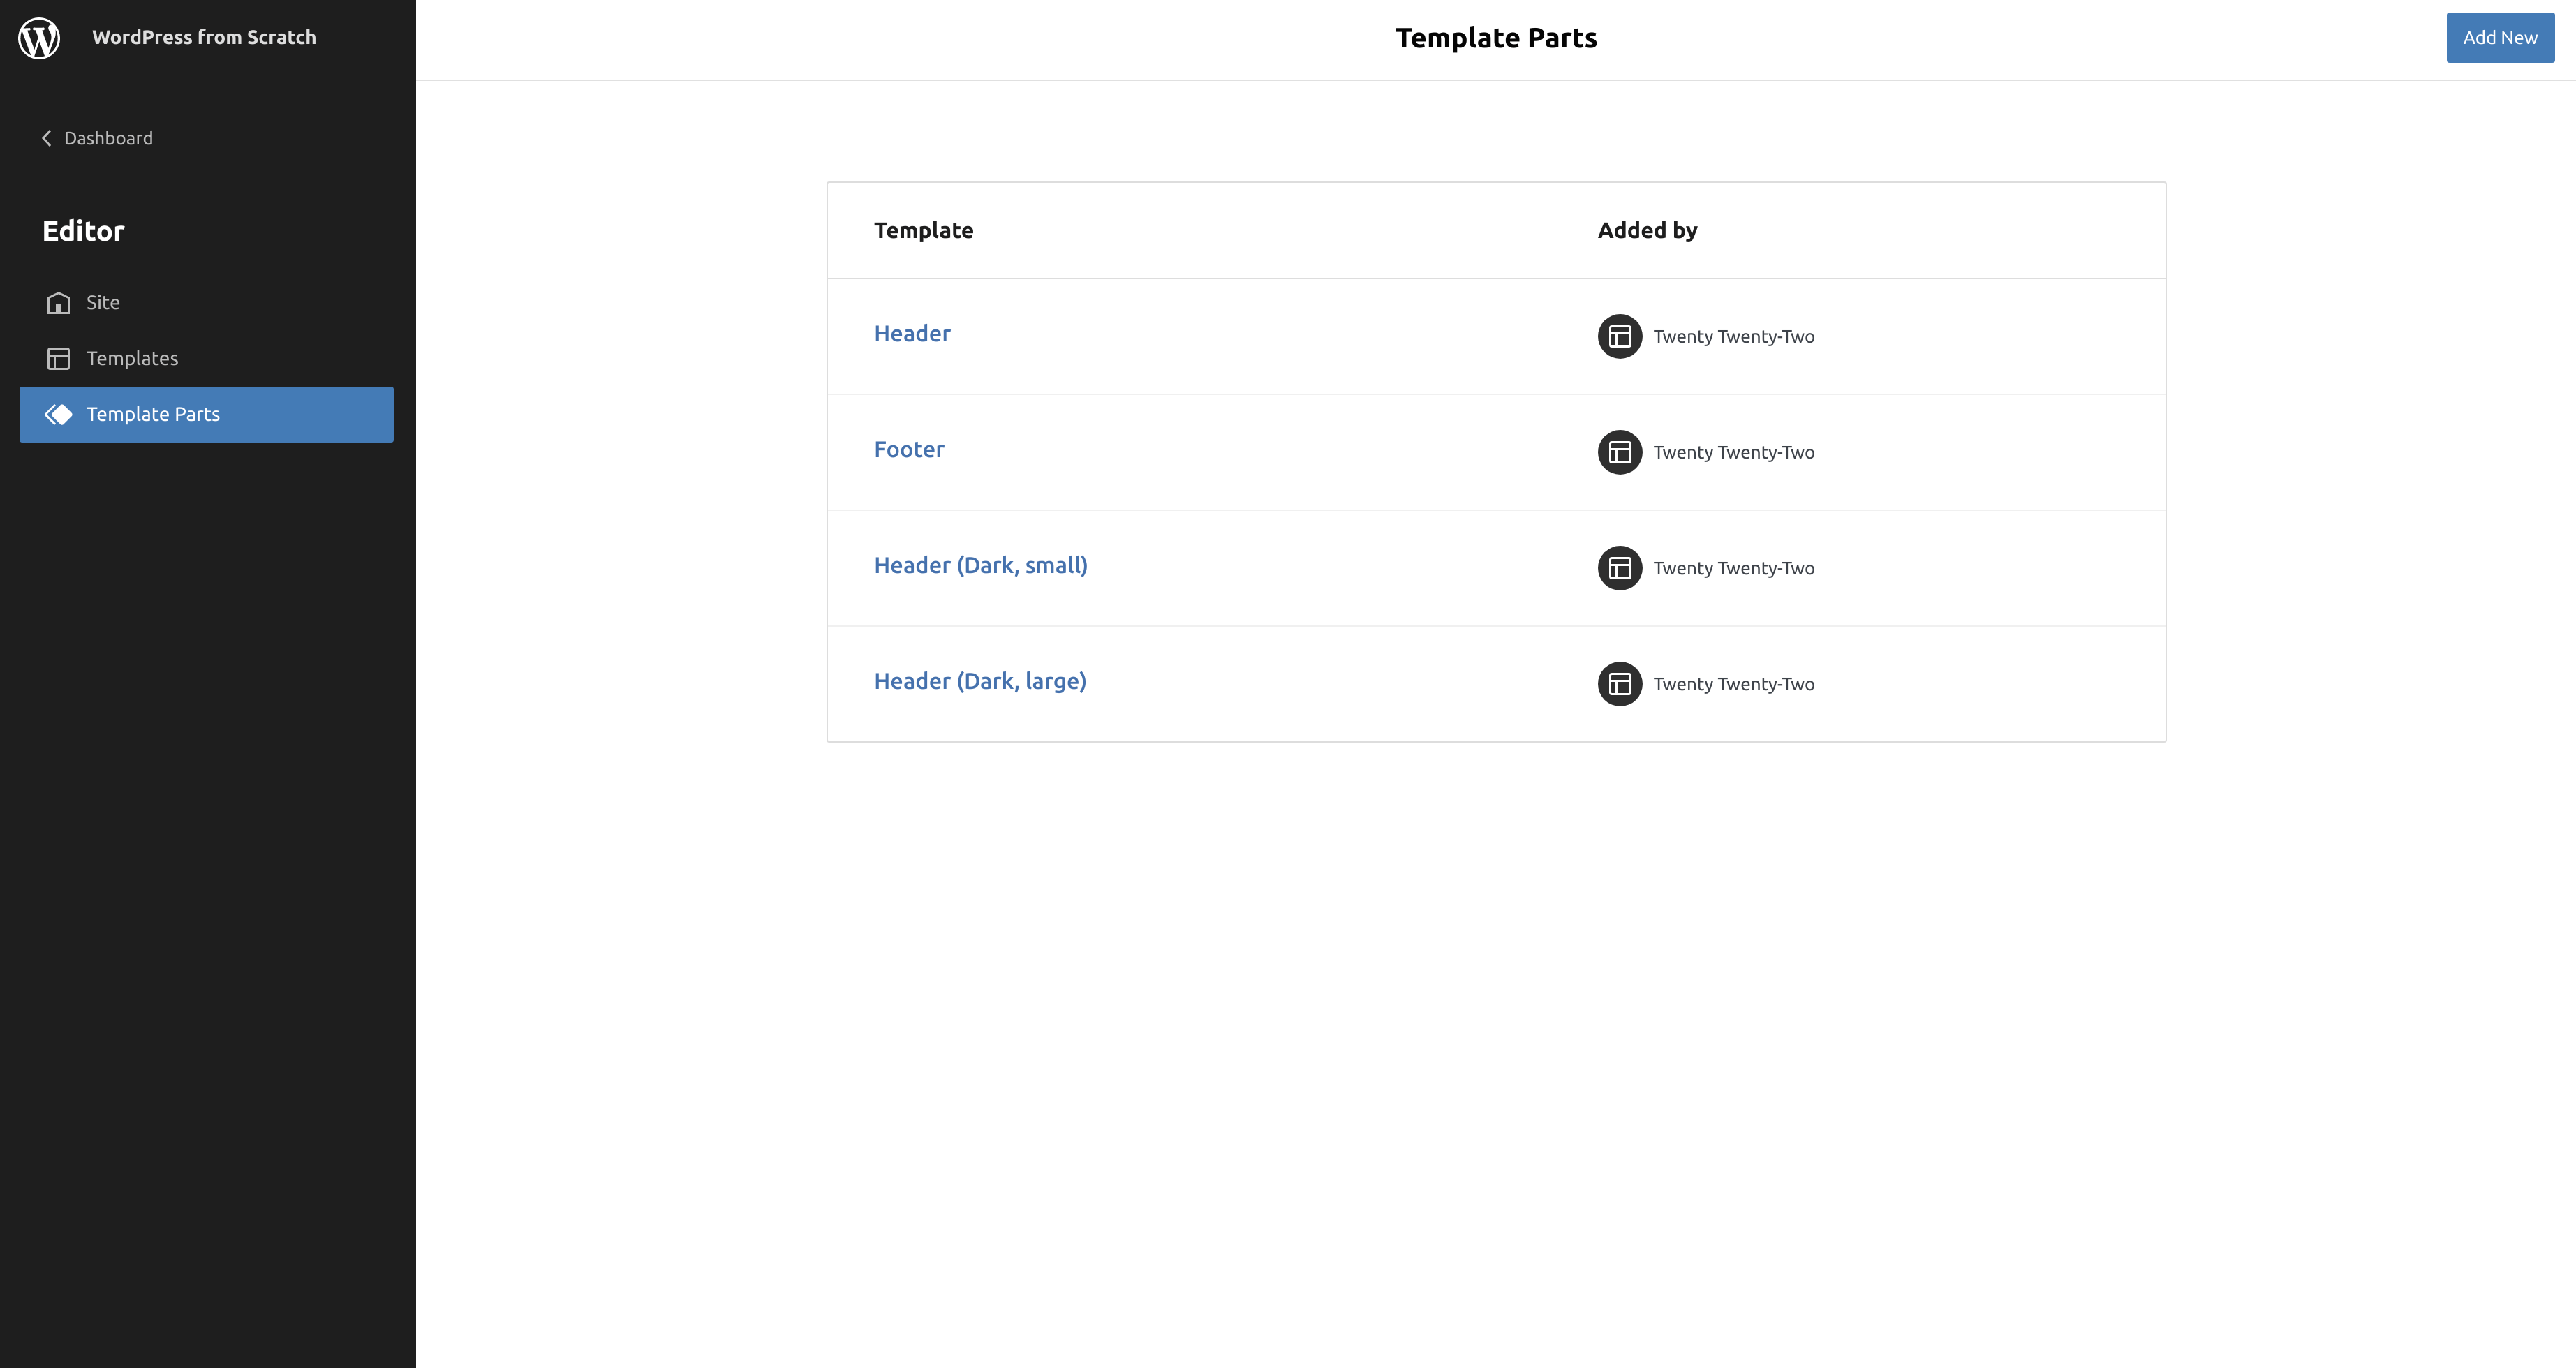 WordPress from Scratch
Template Parts
Add New
Dashboard
Editor
Site
Templates
Template Parts
Template Added by
Header Twenty Twenty-Two
Footer Twenty Twenty-Two
Header (Dark, small) Twenty Twenty-Two
Header (Dark, large) Twenty Twenty-Two